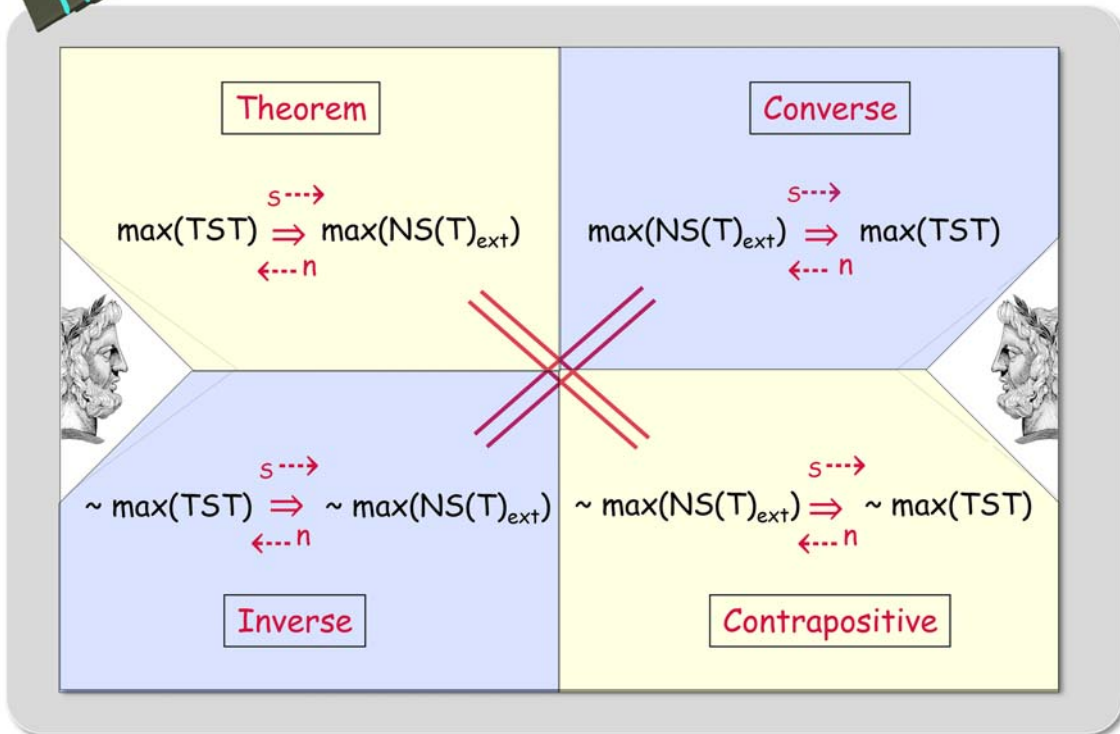 Theorem
s
max(TST) ⇒ max(NS(T)ext)
n
Converse
s
max(NS(T)ext) ⇒ max(TST)
n
s
~ max(TST) ⇒ ~ max(NS(T)ext)
n
Inverse
s
~ max(NS(T)ext) ⇒ ~ max(TST)
n
Contrapositive